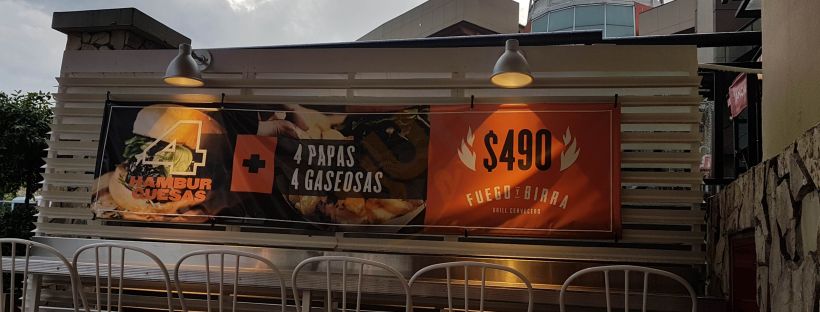 4
HAMBUR
GUESAS
+
4 PAPAS
4 GASEOSAS
$490
FUEGO Y BIRRA
GRILL CERVECERO